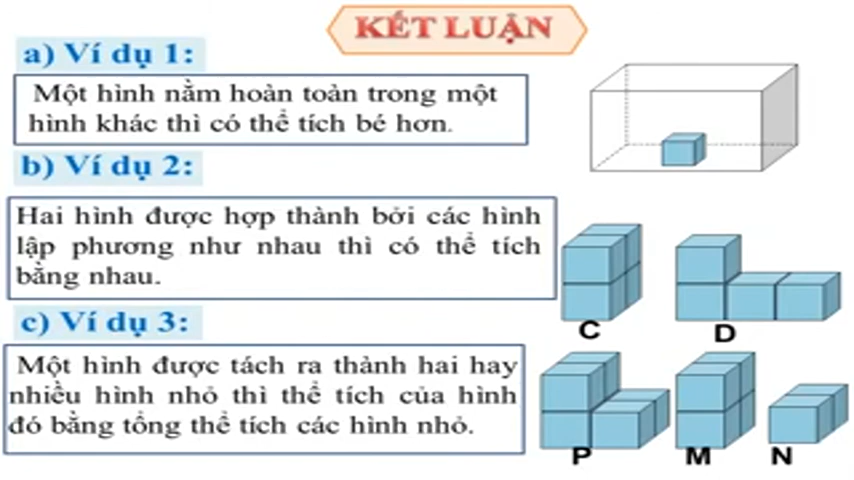 KẾT LUẬN
a) Ví dụ 1:
Một hình nằm hoàn toàn trong một
hình khác thì có thể tích bé hơn.
b) Ví dụ 2:
Hai hình được hợp thành bởi các hình
lập phương như nhau thì có thể tích
bằng nhau.
C
D
c) Ví dụ 3:
Một hình được tách ra thành hai hay
nhiều hình nhỏ thì thể tích của hình
đó bằng tổng thể tích các hình nhỏ.
P
M
N